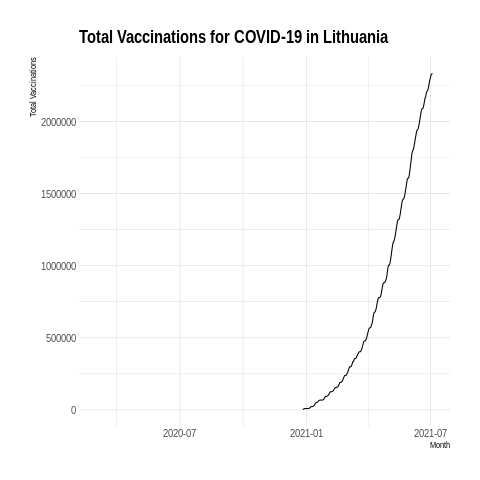 Total Vaccinations for COVID-19 in Lithuania
Total Vaccinations
2000000
1500000
1000000
500000
0
2020-07
2021-01
2021-07
Month